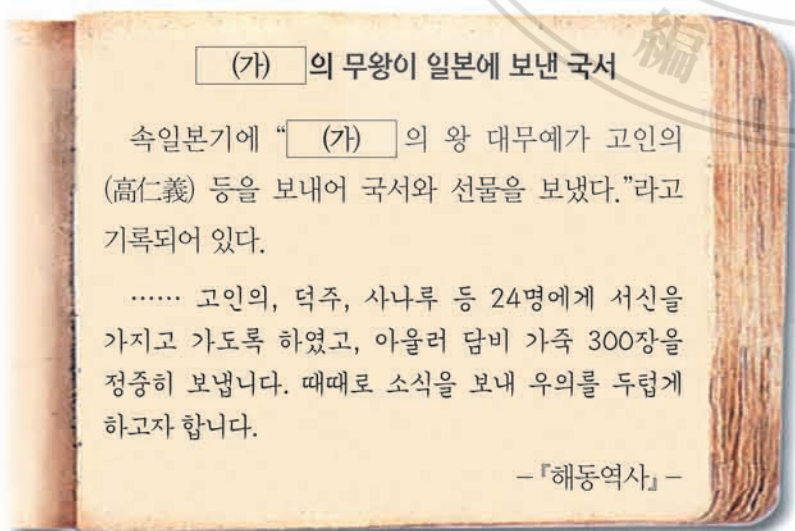 (가) 의 무왕이 일본에 보낸 국서
속일본기에 “ (가) 의 왕 대무예가 고인의
(高仁義) 등을 보내어 국서와 선물을 보냈다.”라고
기록되어 있다.
…… 고인의, 덕주, 사나루 등 24명에게 서신을
가지고 가도록 하였고, 아울러 담비 가죽 300장을
정중히 보냅니다. 때때로 소식을 보내 우의를 두텁게
하고자 합니다.
-『해동역사』-
編